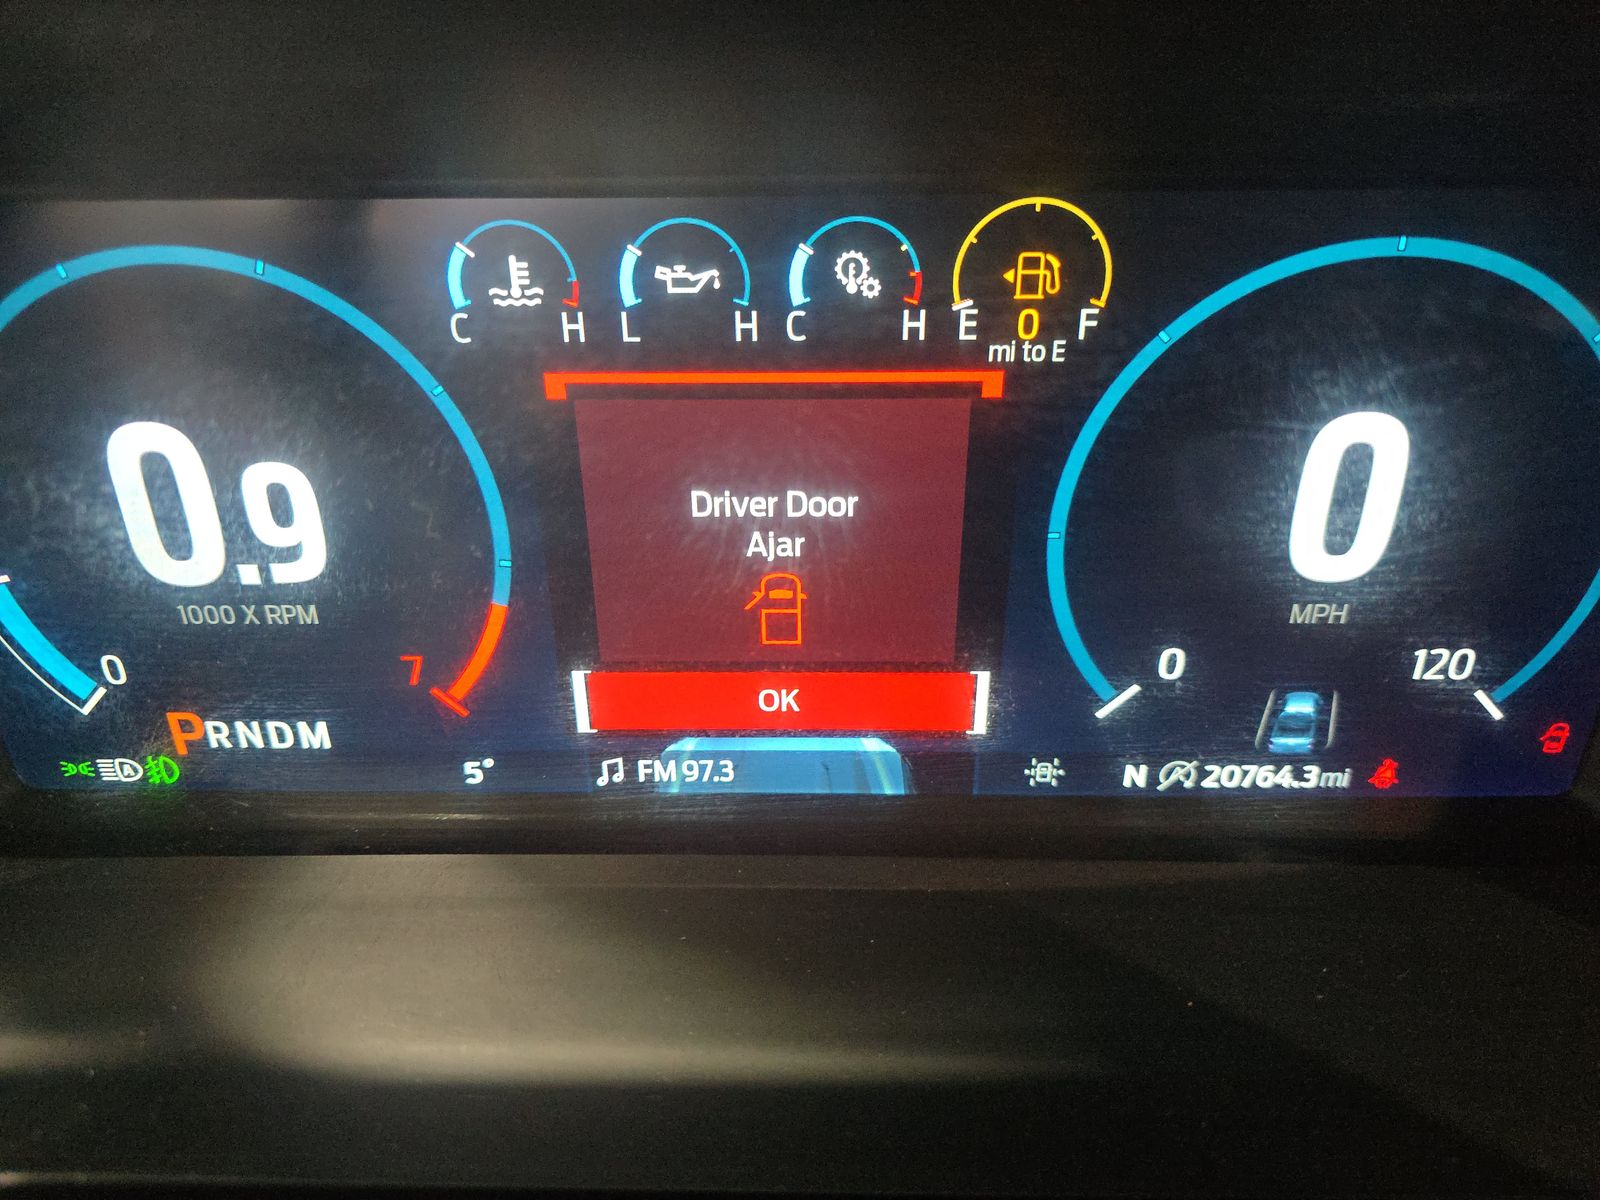 C H L H C H E 0 F
mi to E
0.9
1000 X RPM
0
7
PRNDM
Driver Door
Ajar
OK
0
MPH
0
120
A
5°
FM 97.3
N 20764.3mi